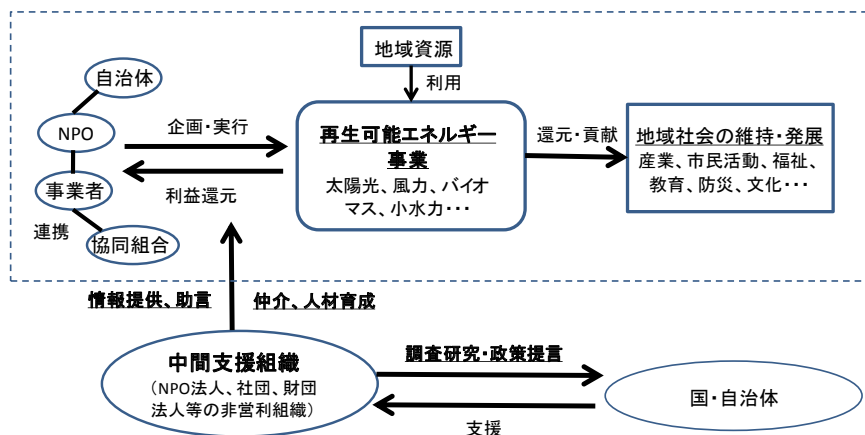 地域資源
利用
自治体
NPO
事業者
協同組合
連携
企画・実行
利益還元
再生可能エネルギー
事業
太陽光、風力、バイオ
マス、小水力・・・
還元・貢献
地域社会の維持・発展
産業、市民活動、福祉、
教育、防災、文化・・・
情報提供、助言
仲介、人材育成
中間支援組織
（NPO法人、社団、財団
法人等の非営利組織）
調査研究・政策提言
支援
国・自治体